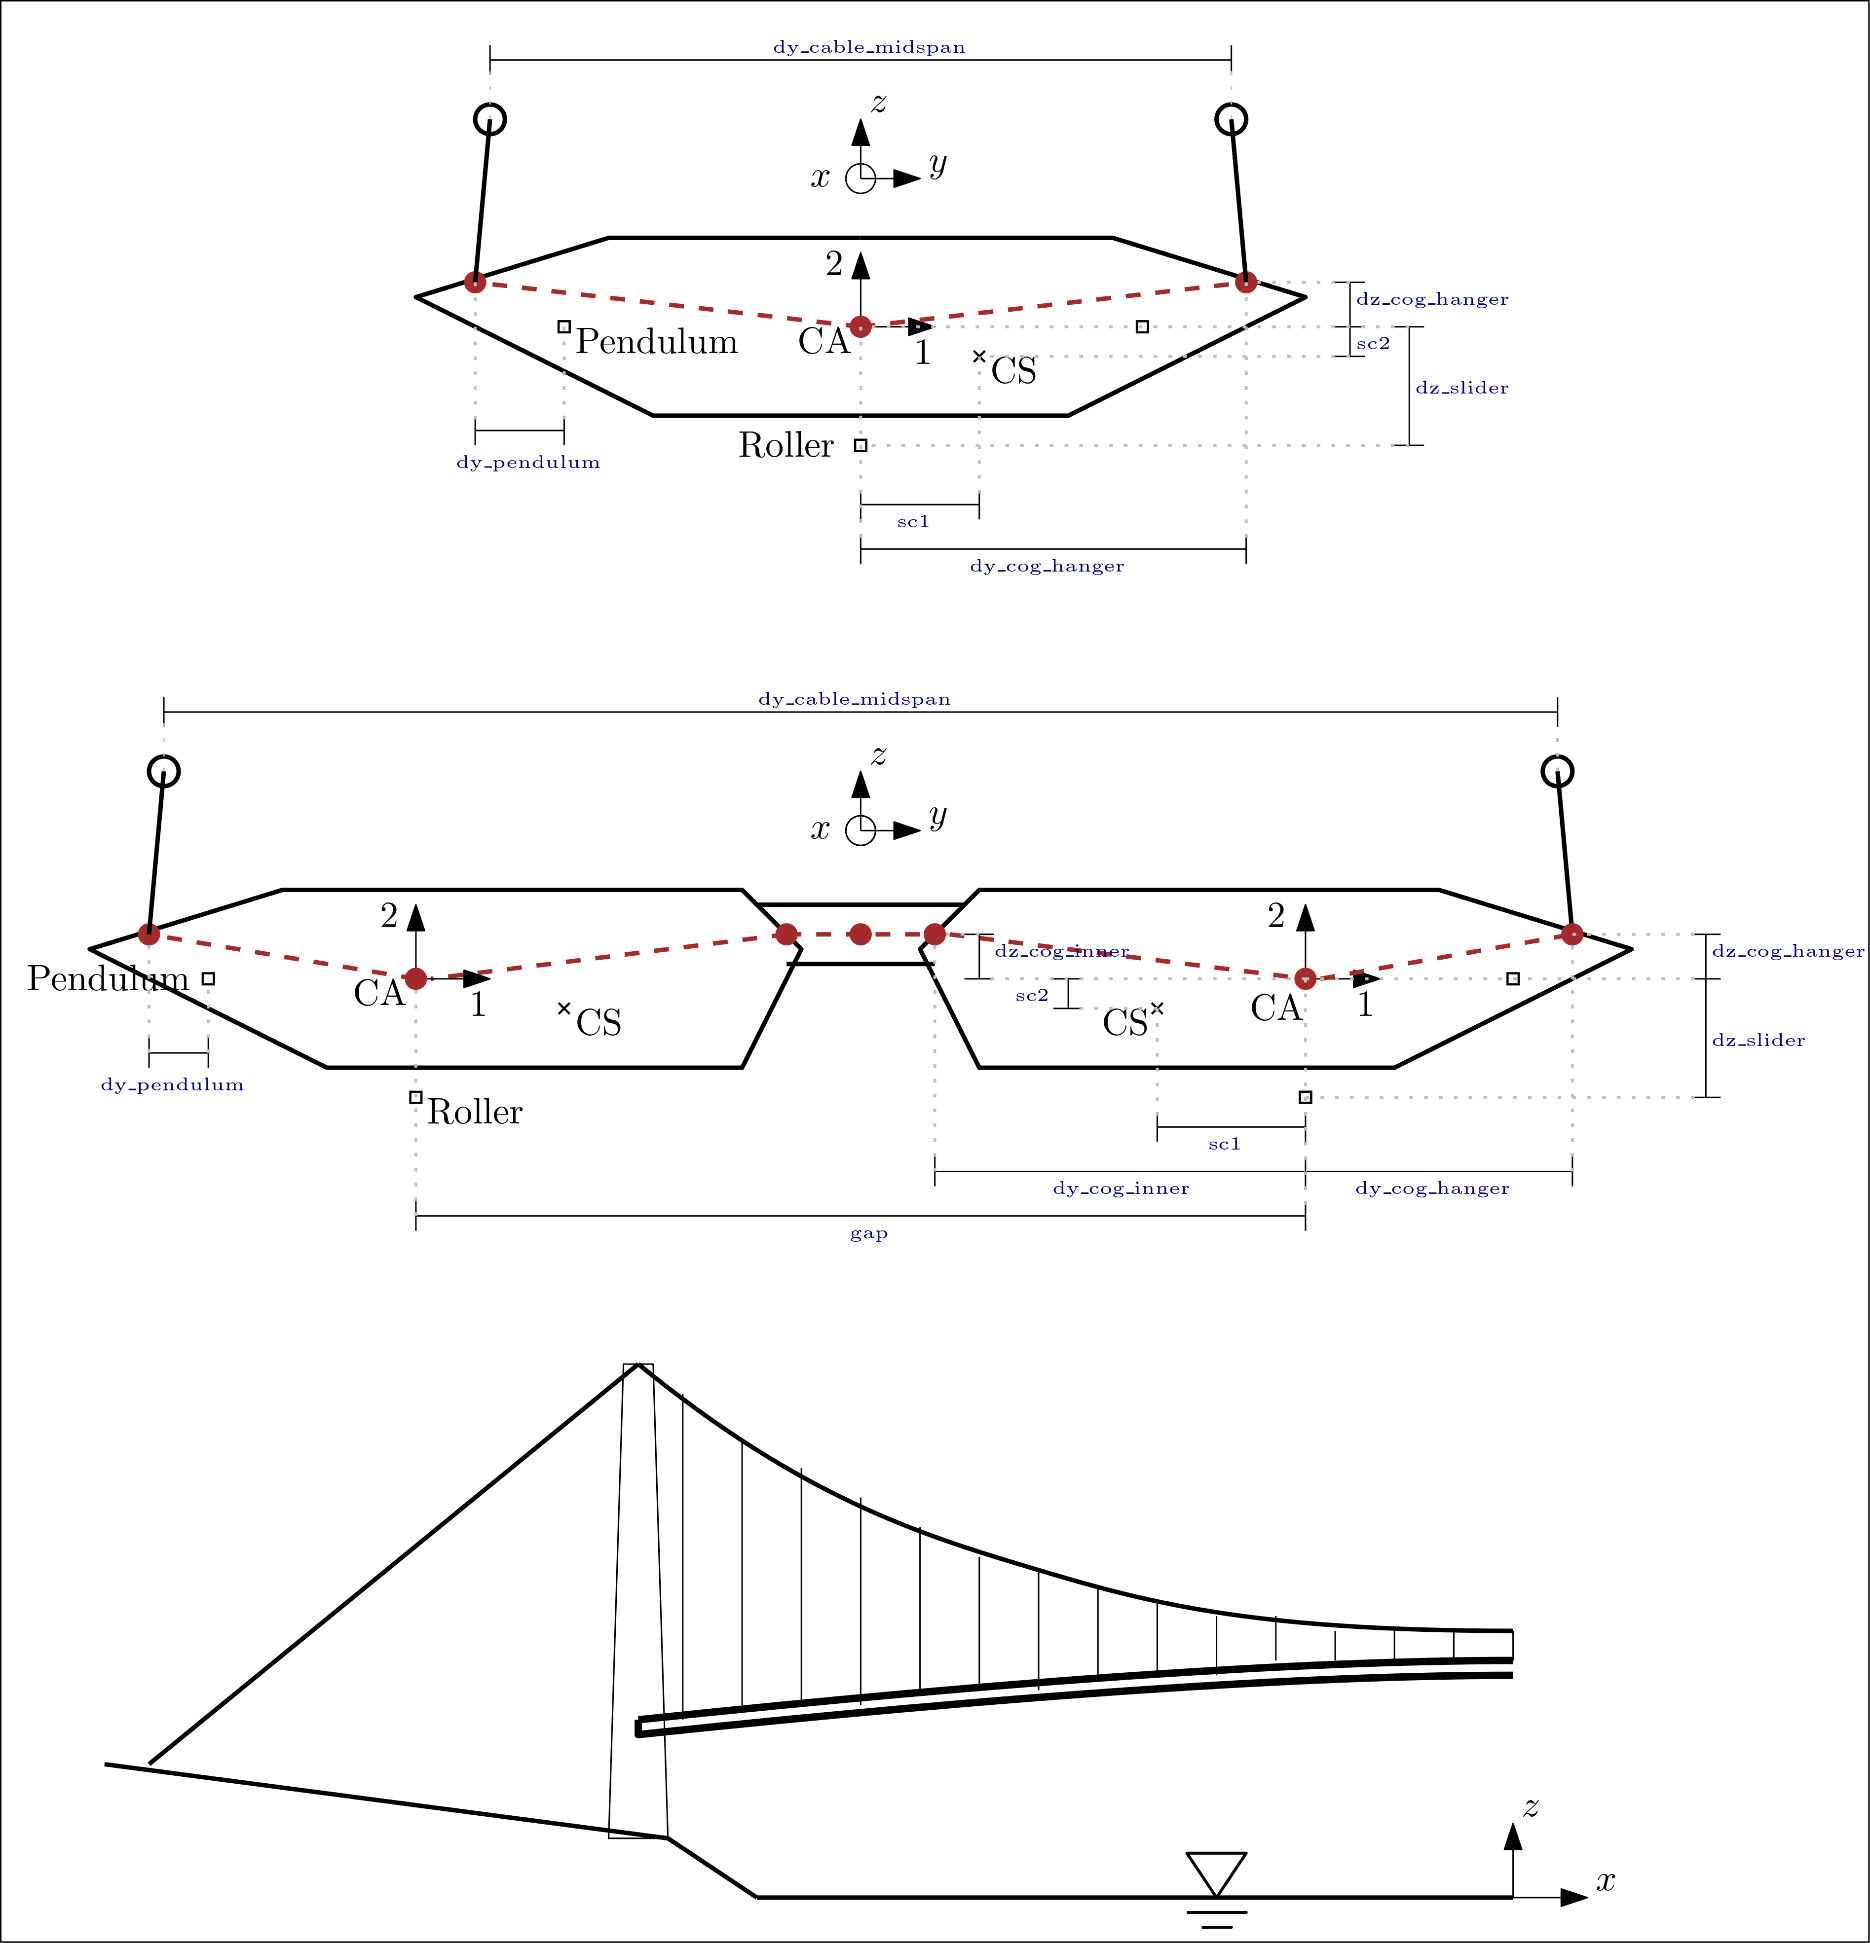 dy_cable_midspan
z
y
x
2
dz_cog_hanger
Pendulum
CA
1
sc2
CS
dz_slider
Roller
dy_pendulum
sc1
dy_cog_hanger
dy_cable_midspan
z
y
x
2
2
dz_cog_inner
dz_cog_hanger
Pendulum
CA
1
sc2
CA
1
CS
CS
dz_slider
dy_pendulum
Roller
sc1
dy_cog_inner
dy_cog_hanger
gap
z
x